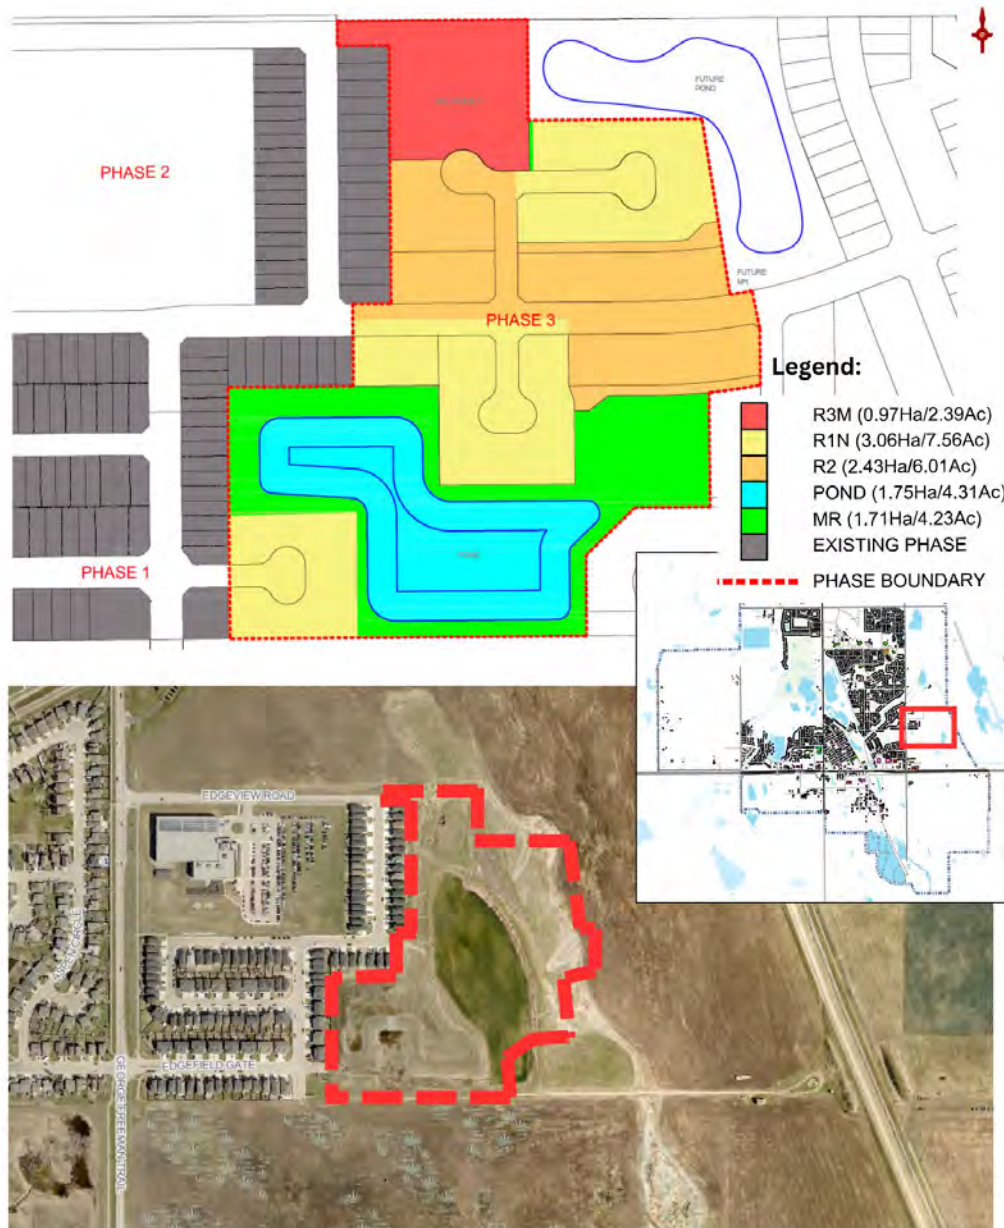 FUTURE
POND
PHASE 2
FUTURE
MR
PHASE 3
Legend:
R3M (0.97Ha/2.39Ac)
R1N (3.06Ha/7.56Ac)
R2 (2.43Ha/6.01Ac)
POND (1.75Ha/4.31Ac)
MR (1.71Ha/4.23Ac)
EXISTING PHASE
PHASE BOUNDARY
PHASE 1
EDGEVIEW ROAD
ASPEN CIRCLE
EDGEFIELD GATE
GEORGE FREEMAN TRAIL